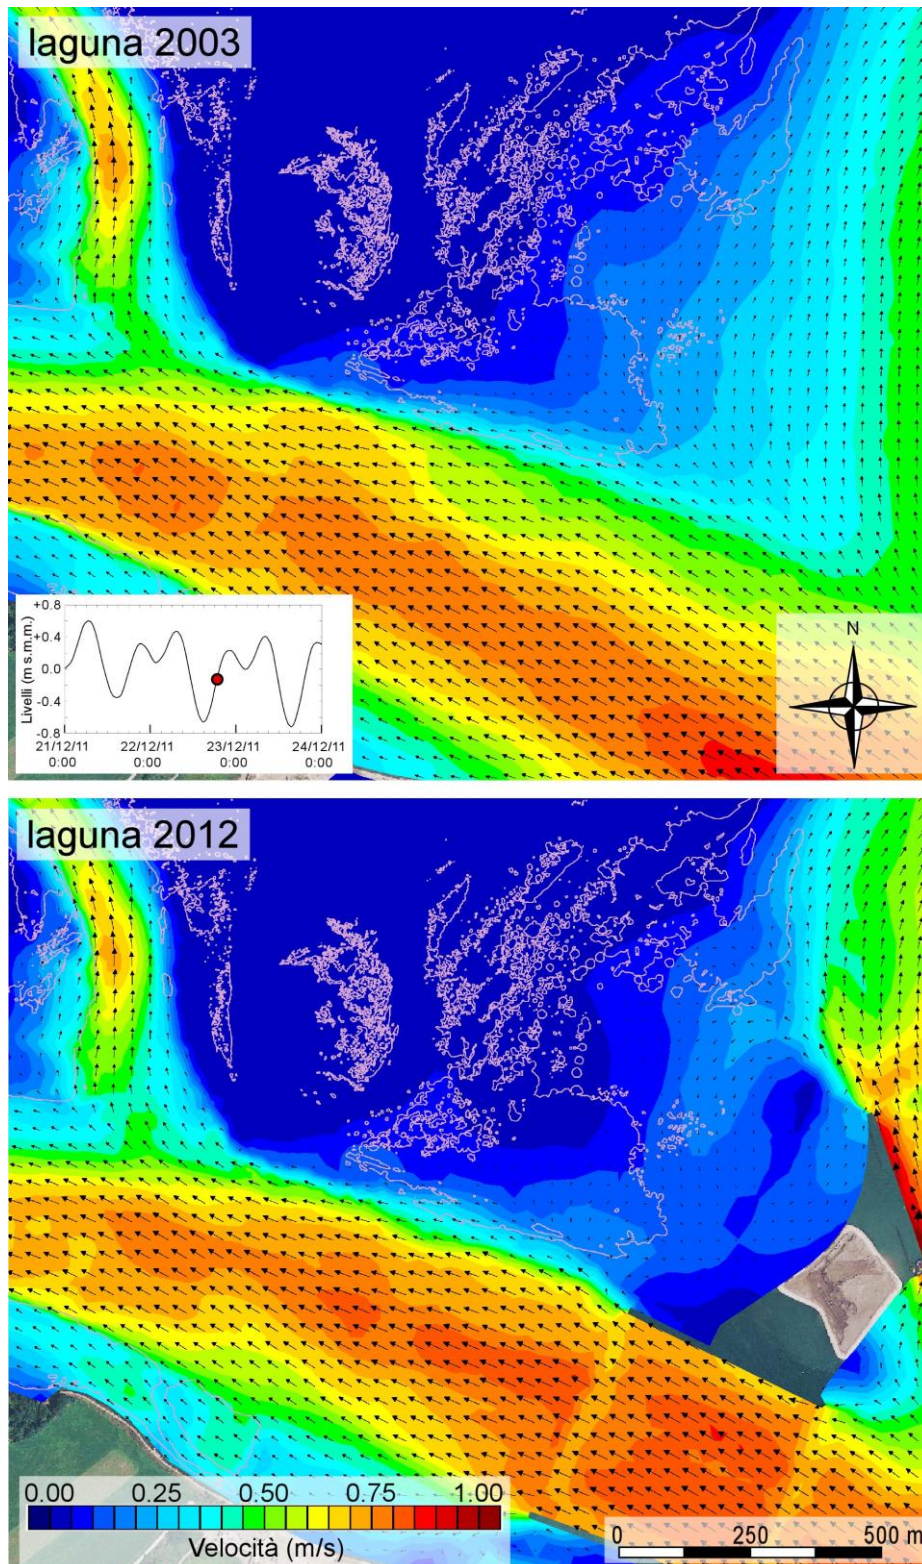 laguna 2003
+0.8
+0.4
0.0
-0.4
-0.8
Livelli (m s.m.m.)
21/12/11 22/12/11 23/12/11 24/12/11
0:00 0:00 0:00 0:00
N
laguna 2012
0.00 0.25 0.50 0.75 1.00
Velocità (m/s)
0 250 500 m